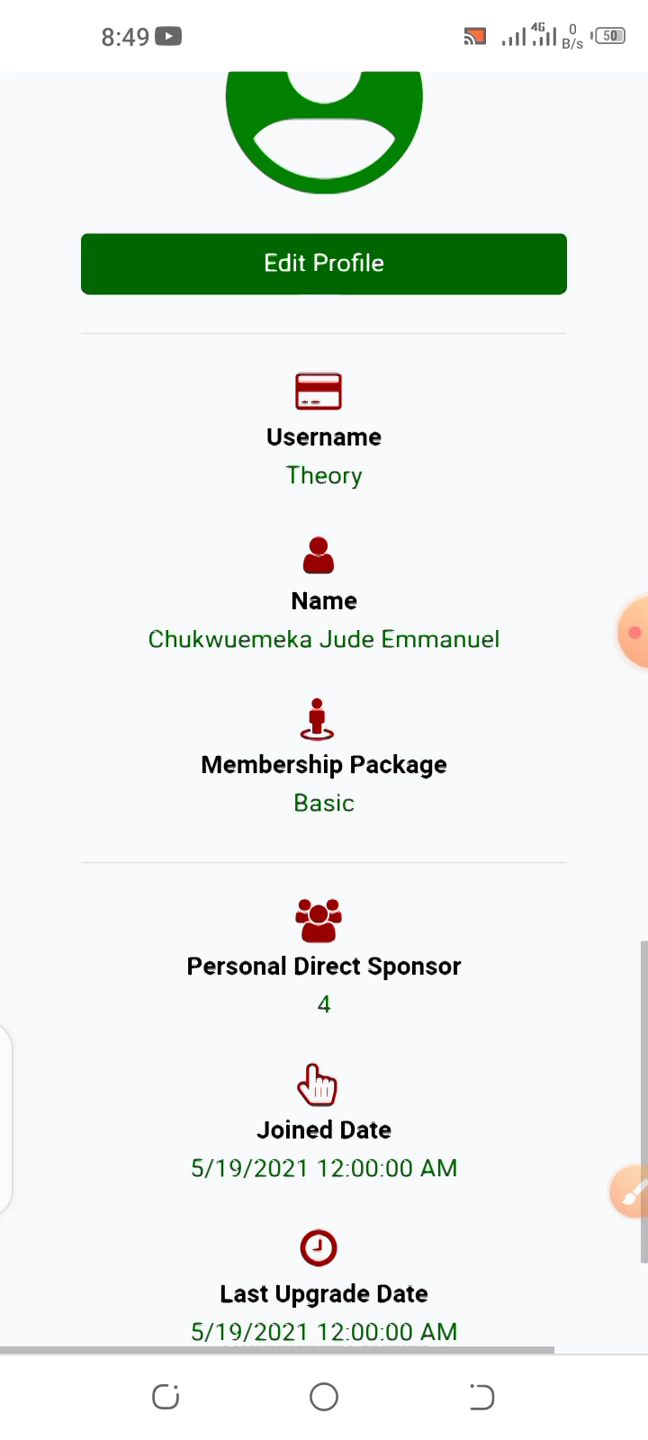 8:49
4G
0
B/s
50
Edit Profile
Username
Theory
Name
Chukwuemeka Jude Emmanuel
Membership Package
Basic
Personal Direct Sponsor
4
Joined Date
5/19/2021 12:00:00 AM
Last Upgrade Date
5/19/2021 12:00:00 AM